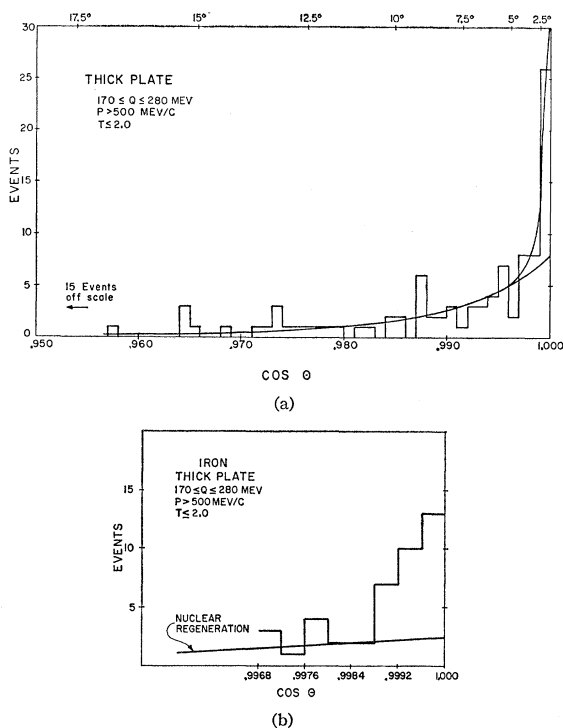 17.5° 15° 12.5° 10° 7.5° 5° 2.5°
30
THICK PLATE
170 ≤ Q ≤ 280 MEV
P>500 MEV/C
T≤2.0
25
20
EVENTS
15
10
15 Events
off scale
5
0
.950 .960 .970 .980 .990 1.000
COS Θ
(a)
IRON
THICK PLATE
170≤Q≤280 MEV
P>500MEV/C
T≤2.0
15
EVENTS
10
5
NUCLEAR
REGENERATION
.9968 .9976 .9984 .9992 1.000
COS Θ
(b)